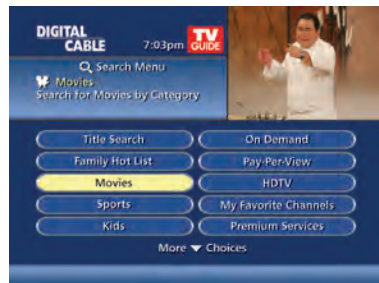 DIGITAL
CABLE
7:03pm
TV
GUIDE
Search Menu
Movies
Search for Movies by Category
Title Search
On Demand
Family Hot List
Pay-Per-View
Movies
HDTV
Sports
My Favorite Channels
Kids
Premium Services
More Choices